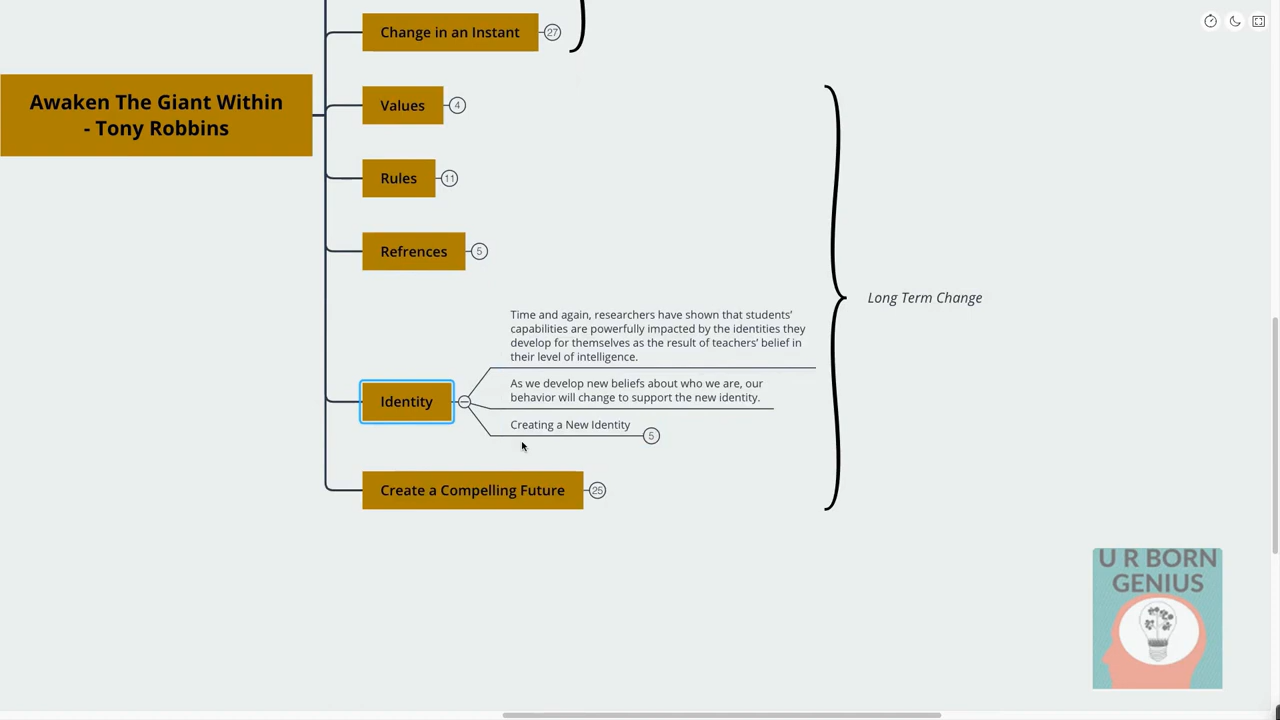 Change in an Instant
27
Awaken The Giant Within
- Tony Robbins
Values
4
Rules
11
Refrences
5
Long Term Change
Time and again, researchers have shown that students’
capabilities are powerfully impacted by the identities they
develop for themselves as the result of teachers’ belief in
their level of intelligence.
Identity
As we develop new beliefs about who we are, our
behavior will change to support the new identity.
Creating a New Identity
5
Create a Compelling Future
25
U R BORN
GENIUS